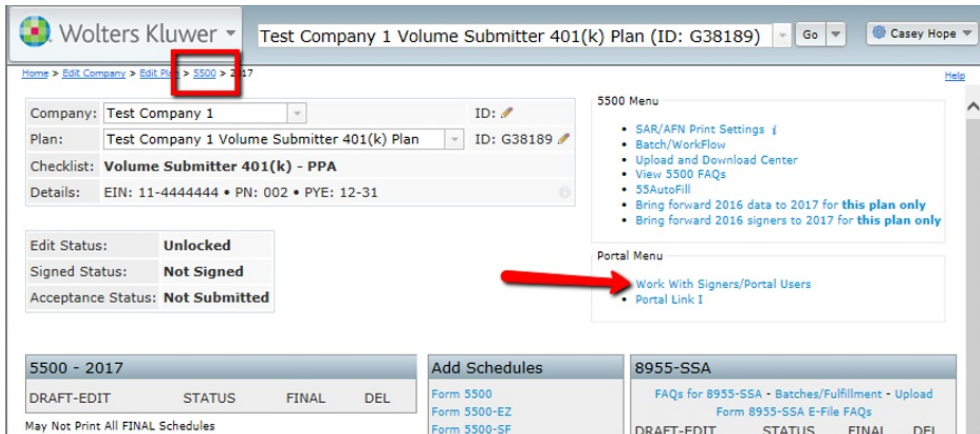 Wolters Kluwer
Test Company 1 Volume Submitter 401(k) Plan (ID: G38189)
Go
Casey Hope
Home > Edit Company > Edit Plan > 5500 > 2017
Help
Company: Test Company 1 ID:
Plan: Test Company 1 Volume Submitter 401(k) Plan ID: G38189
Checklist: Volume Submitter 401(k) - PPA
Details: EIN: 11-4444444 • PN: 002 • PYE: 12-31
5500 Menu
• SAR/AFN Print Settings i
• Batch/WorkFlow
• Upload and Download Center
• View 5500 FAQs
• 55AutoFill
• Bring forward 2016 data to 2017 for this plan only
• Bring forward 2016 signers to 2017 for this plan only
Edit Status: Unlocked
Signed Status: Not Signed
Acceptance Status: Not Submitted
Portal Menu
Work With Signers/Portal Users
• Portal Link I
5500 - 2017
DRAFT-EDIT STATUS FINAL DEL
May Not Print All FINAL Schedules
Add Schedules
Form 5500
Form 5500-EZ
Form 5500-SF
8955-SSA
FAQs for 8955-SSA - Batches/Fulfillment - Upload
Form 8955-SSA E-File FAQs
DRAFT-EDIT STATUS FINAL DEL